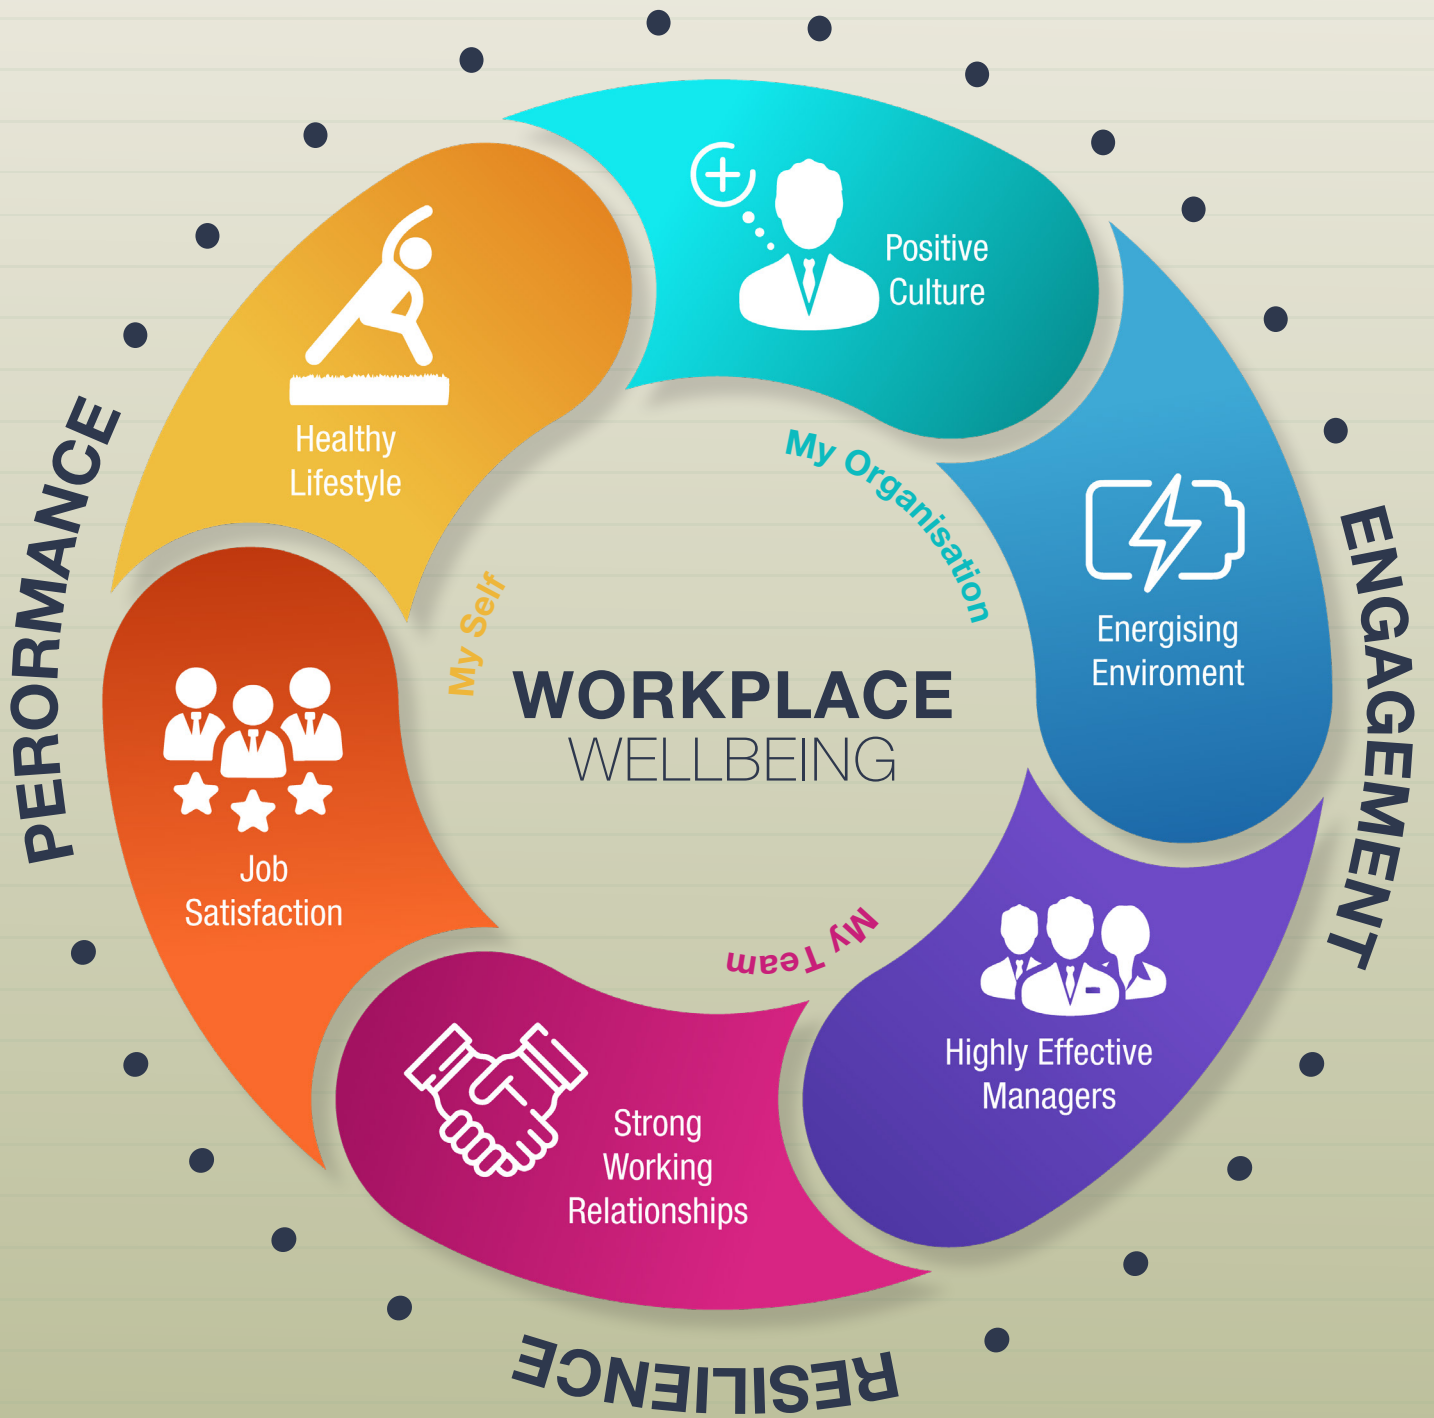 Positive
Culture
Energising
Enviroment
Highly Effective
Managers
Strong
Working
Relationships
Job
Satisfaction
Healthy
Lifestyle
My Organisation
My Team
My Self
WORKPLACE
WELLBEING
ENGAGEMENT
RESILIENCE
PERORMANCE